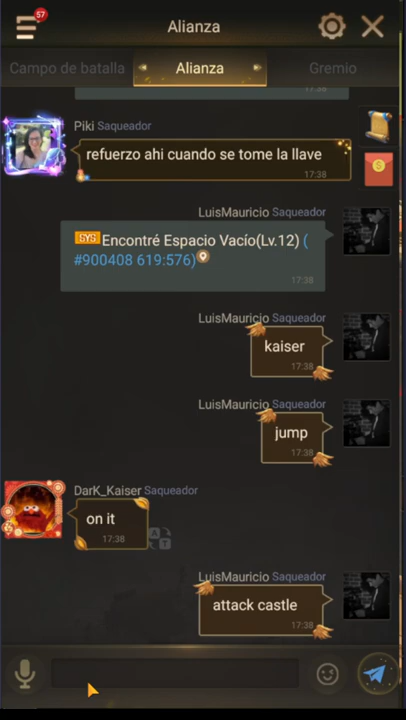 57
Alianza
Campo de batalla
Alianza
Gremio
17:38
Piki Saqueador
refuerzo ahi cuando se tome la llave
17:38
LuisMauricio Saqueador
SYS Encontré Espacio Vacío(Lv.12) (
#900408 619:576)
17:38
LuisMauricio Saqueador
kaiser
17:38
LuisMauricio Saqueador
jump
17:38
DarK_Kaiser Saqueador
on it
17:38
LuisMauricio Saqueador
attack castle
17:38